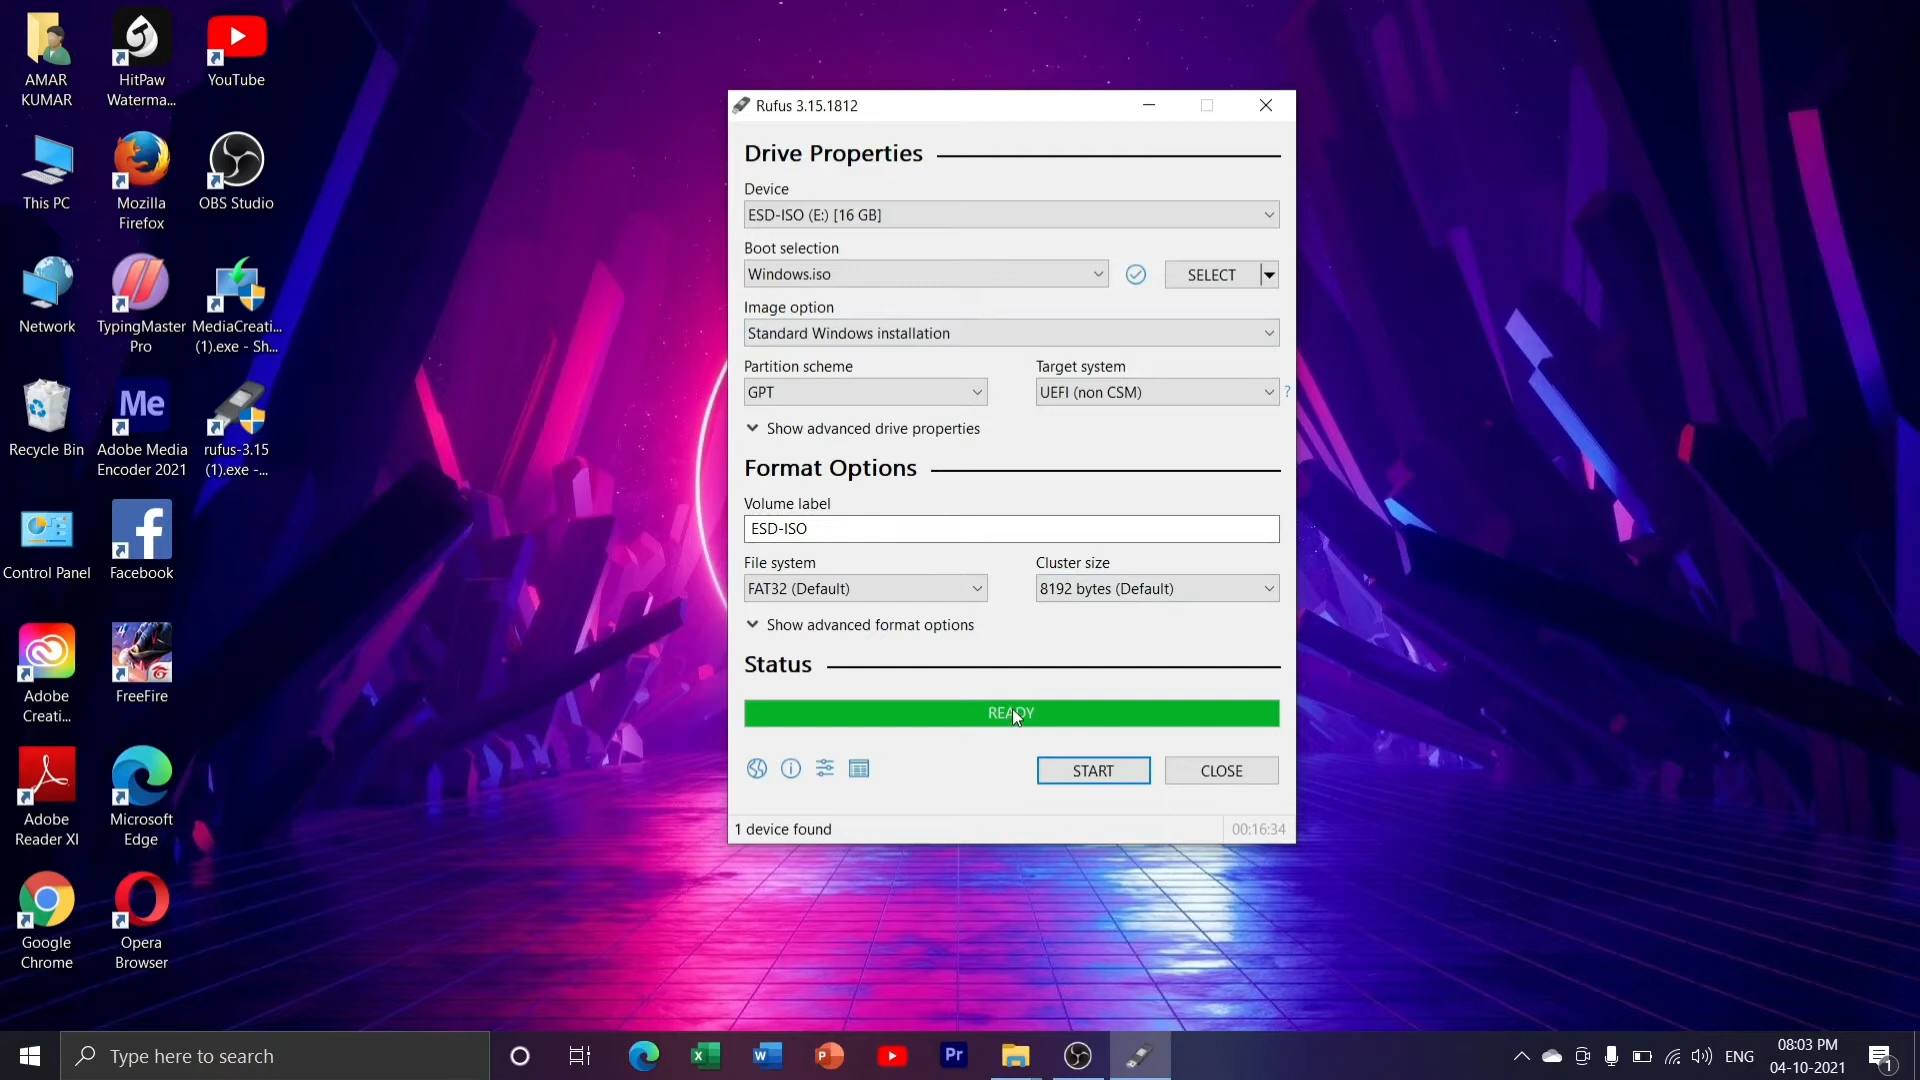 AMAR
KUMAR
HitPaw
Waterma...
YouTube
This PC
Mozilla
Firefox
OBS Studio
Network
TypingMaster
Pro
MediaCreati...
(1).exe - Sh...
Recycle Bin
Me
Adobe Media
Encoder 2021
rufus-3.15
(1).exe -...
Control Panel
Facebook
Adobe
Creati...
FreeFire
Adobe
Reader XI
Microsoft
Edge
Google
Chrome
Opera
Browser
Rufus 3.15.1812
Drive Properties
Device
ESD-ISO (E:) [16 GB]
Boot selection
Windows.iso
SELECT
Image option
Standard Windows installation
Partition scheme
Target system
GPT
UEFI (non CSM)
?
Show advanced drive properties
Format Options
Volume label
ESD-ISO
File system
Cluster size
FAT32 (Default)
8192 bytes (Default)
Show advanced format options
Status
READY
START
CLOSE
1 device found
00:16:34
Type here to search
Pr
ENG
08:03 PM
04-10-2021
1